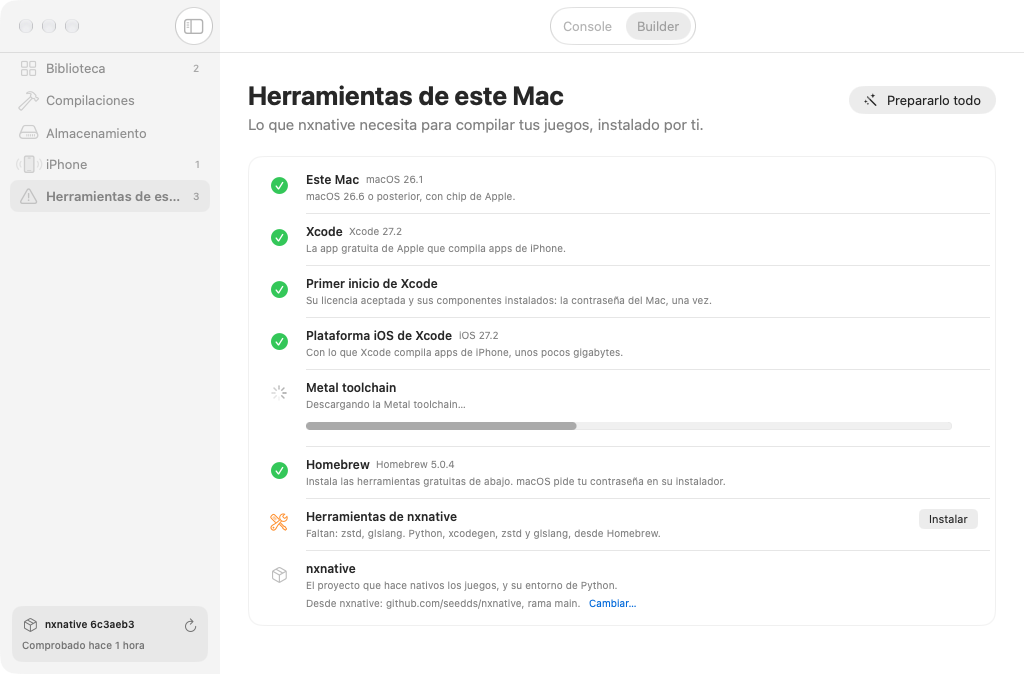 Console
Builder
Biblioteca 2
Compilaciones
Almacenamiento
iPhone 1
Herramientas de es... 3
Herramientas de este Mac
Prepararlo todo
Lo que nxnative necesita para compilar tus juegos, instalado por ti.
Este Mac macOS 26.1
macOS 26.6 o posterior, con chip de Apple.
Xcode Xcode 27.2
La app gratuita de Apple que compila apps de iPhone.
Primer inicio de Xcode
Su licencia aceptada y sus componentes instalados: la contraseña del Mac, una vez.
Plataforma iOS de Xcode iOS 27.2
Con lo que Xcode compila apps de iPhone, unos pocos gigabytes.
Metal toolchain
Descargando la Metal toolchain...
Homebrew Homebrew 5.0.4
Instala las herramientas gratuitas de abajo. macOS pide tu contraseña en su instalador.
Herramientas de nxnative
Instalar
Faltan: zstd, glslang. Python, xcodegen, zstd y glslang, desde Homebrew.
nxnative
El proyecto que hace nativos los juegos, y su entorno de Python.
Desde nxnative: github.com/seedds/nxnative, rama main. Cambiar...
nxnative 6c3aeb3
Comprobado hace 1 hora